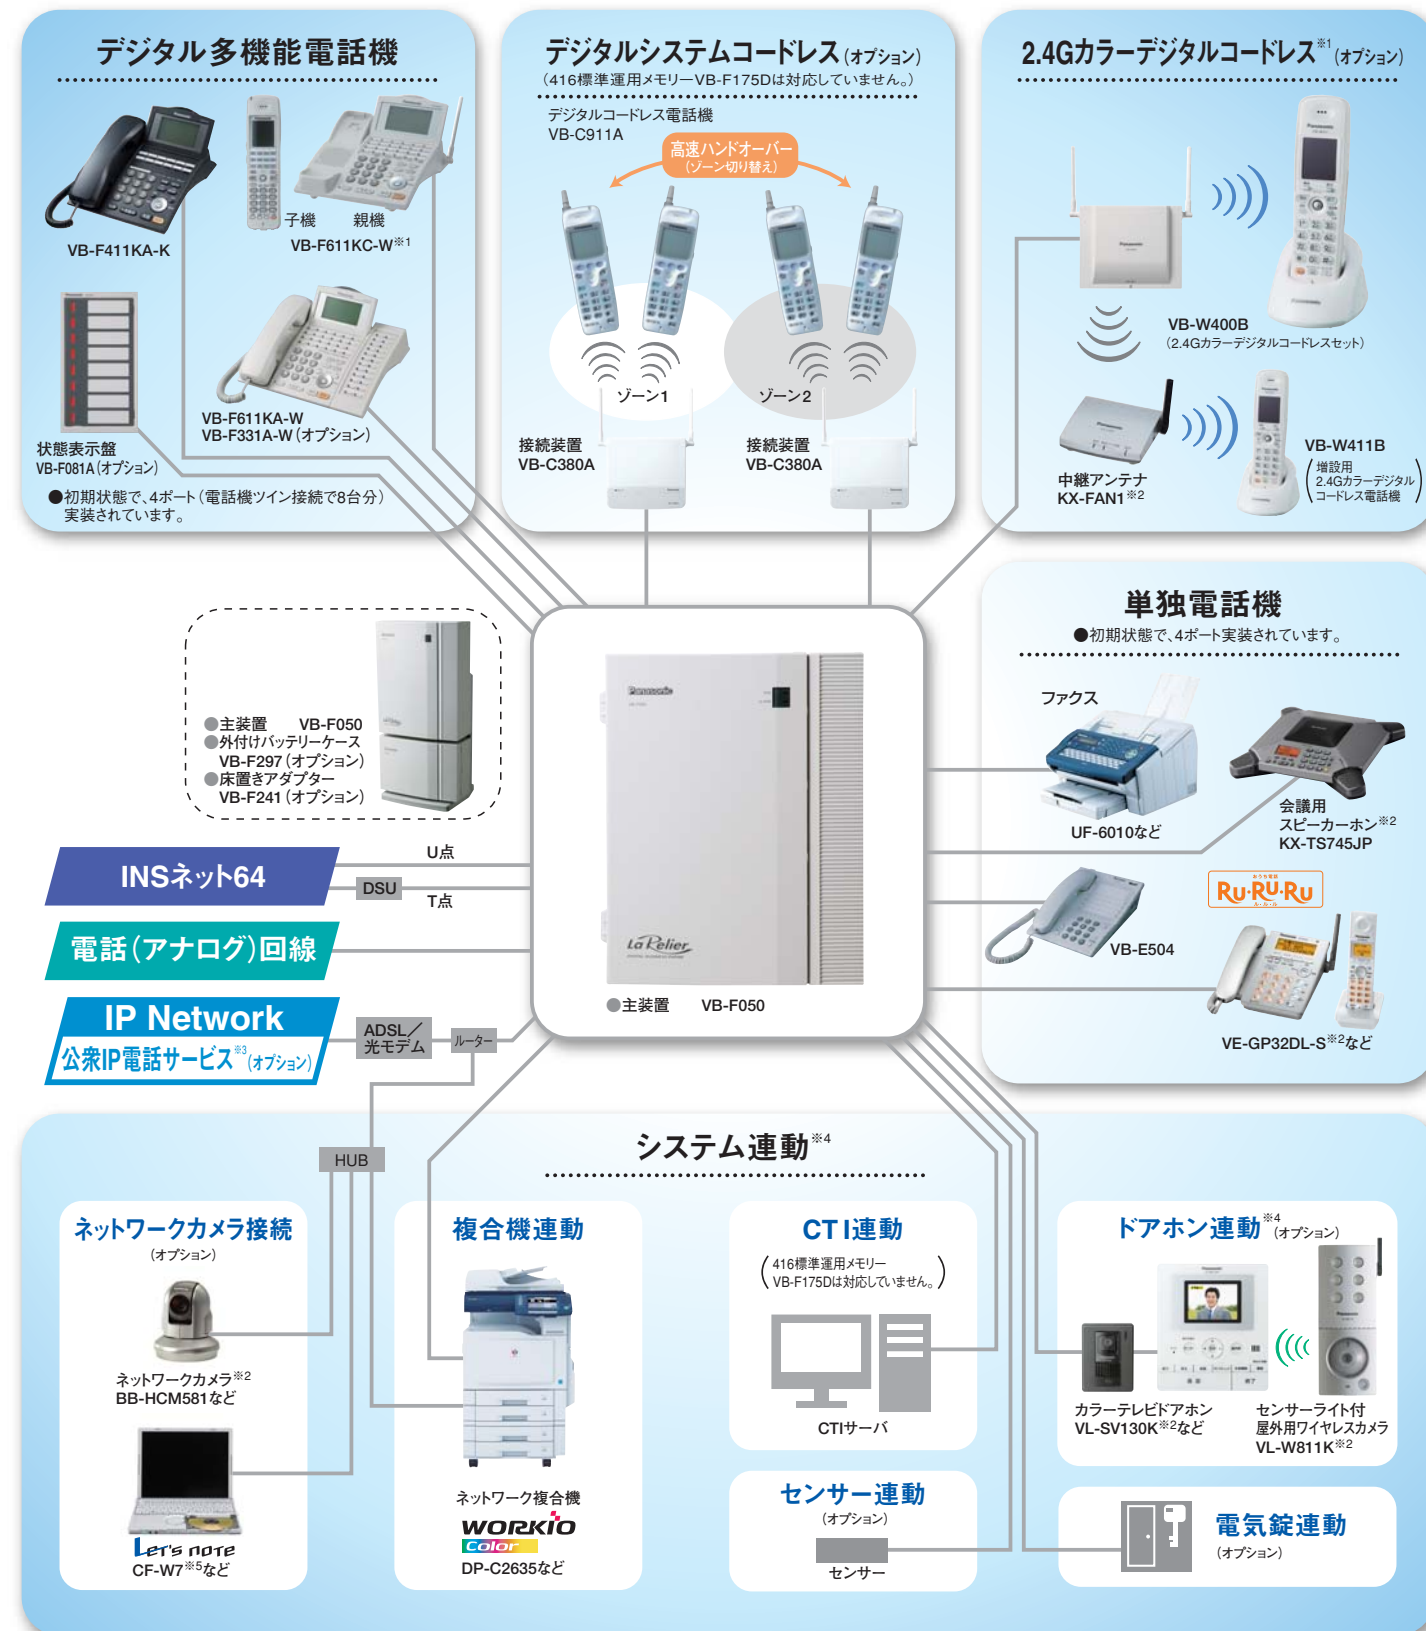 デジタル多機能電話機
VB-F411KA-K
子機 親機
VB-F611KC-W※1
状態表示盤
VB-F081A(オプション)
VB-F611KA-W
VB-F331A-W(オプション)
●初期状態で、4ポート(電話機ツイン接続で8台分)
実装されています。
デジタルシステムコードレス(オプション)
(416標準運用メモリーVB-F175Dは対応していません。)
デジタルコードレス電話機
VB-C911A
高速ハンドオーバー
(ゾーン切り替え)
ゾーン1
ゾーン2
接続装置
VB-C380A
接続装置
VB-C380A
2.4Gカラーデジタルコードレス※1(オプション)
Panasonic
VB-W400B
(2.4Gカラーデジタルコードレスセット)
中継アンテナ
KX-FAN1※2
VB-W411B
(増設用
2.4Gカラーデジタル
コードレス電話機)
単独電話機
●初期状態で、4ポート実装されています。
ファクス
UF-6010など
会議用
スピーカーホン※2
KX-TS745JP
VB-E504
おうち電話
Ru・Ru・Ru
ル・ル・ル
VE-GP32DL-S※2など
●主装置 VB-F050
●外付けバッテリーケース
VB-F297(オプション)
●床置きアダプター
VB-F241(オプション)
Panasonic
La Relier
●主装置 VB-F050
INSネット64
U点
DSU
T点
電話(アナログ)回線
IP Network
公衆IP電話サービス※3(オプション)
ADSL/
光モデム
ルーター
HUB
システム連動※4
ネットワークカメラ接続
(オプション)
ネットワークカメラ※2
BB-HCM581など
Let's note
CF-W7※5など
複合機連動
ネットワーク複合機
WORKiO
Color
DP-C2635など
CTI連動
(416標準運用メモリー
VB-F175Dは対応していません。)
CTIサーバ
センサー連動
(オプション)
センサー
ドアホン連動※4(オプション)
カラーテレビドアホン
VL-SV130K※2など
センサーライト付
屋外用ワイヤレスカメラ
VL-W811K※2
電気錠連動
(オプション)